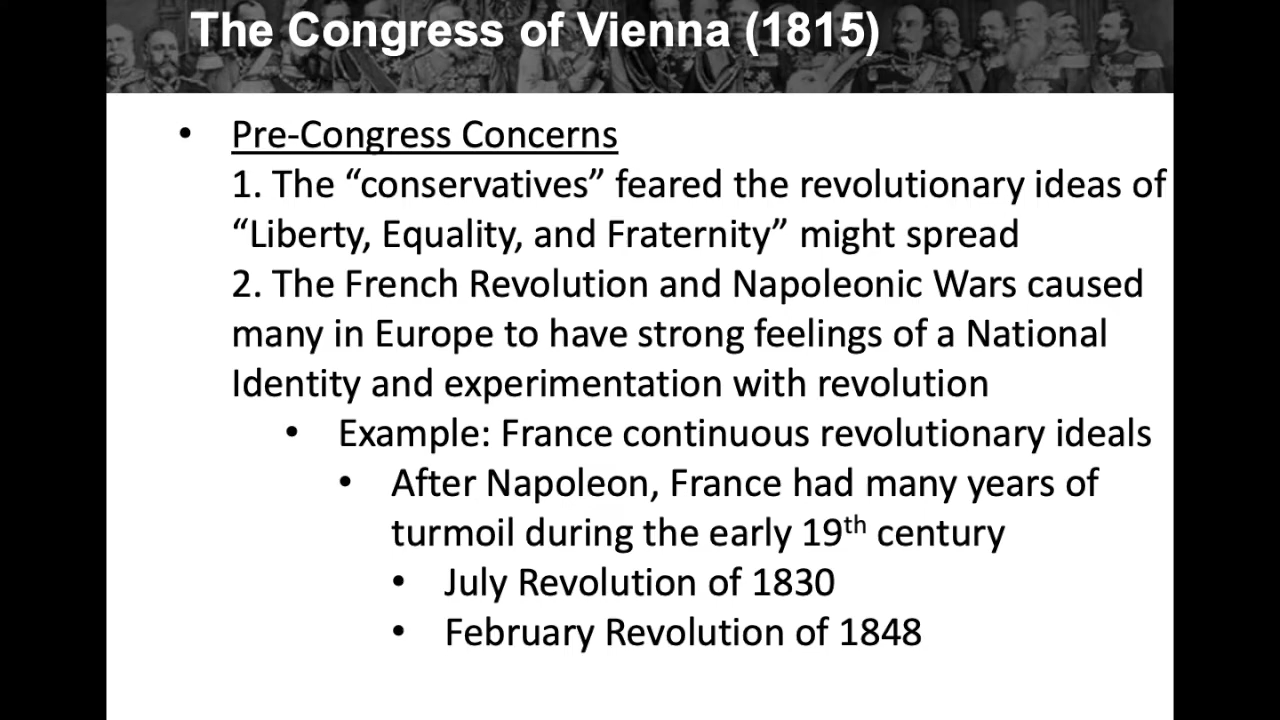 The Congress of Vienna (1815)
• Pre-Congress Concerns
1. The “conservatives” feared the revolutionary ideas of
“Liberty, Equality, and Fraternity” might spread
2. The French Revolution and Napoleonic Wars caused
many in Europe to have strong feelings of a National
Identity and experimentation with revolution
• Example: France continuous revolutionary ideals
• After Napoleon, France had many years of
turmoil during the early 19th century
• July Revolution of 1830
• February Revolution of 1848